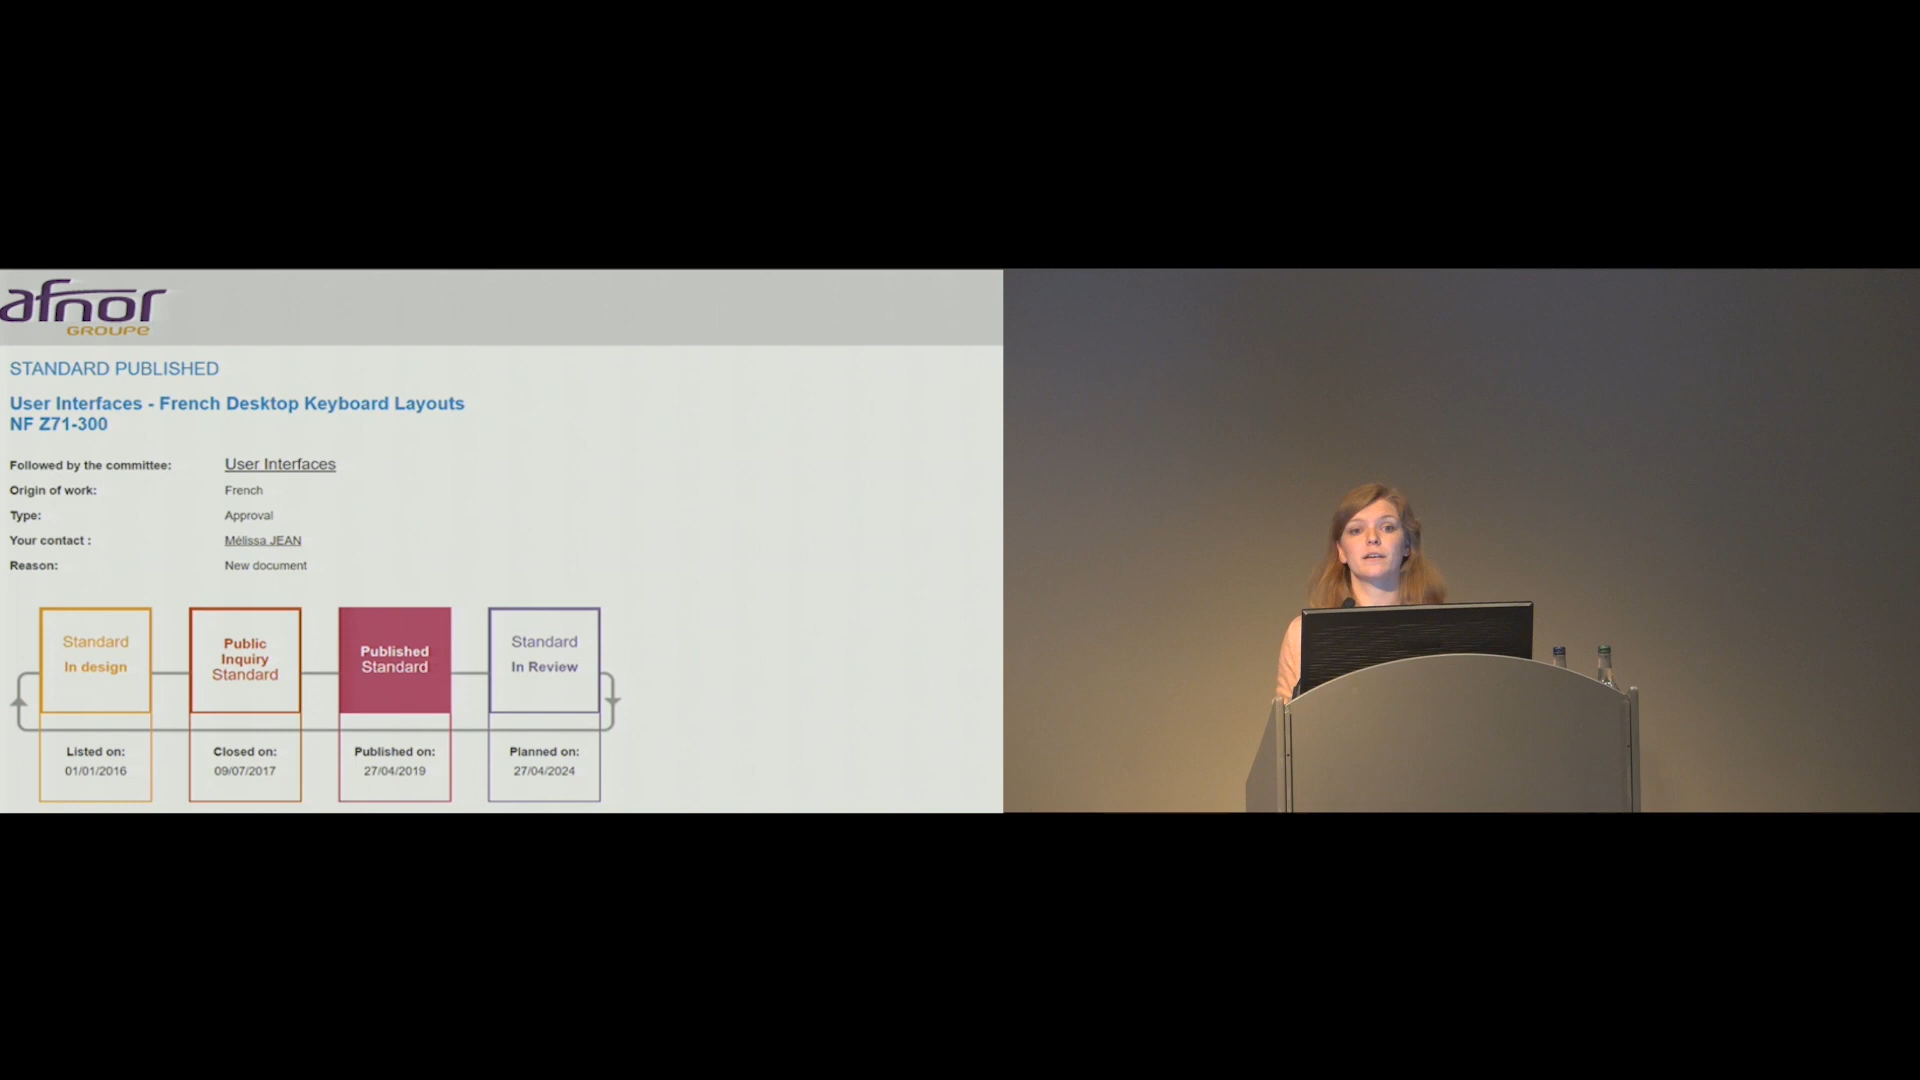 afnor
GROUPE
STANDARD PUBLISHED
User Interfaces - French Desktop Keyboard Layouts
NF Z71-300
Followed by the committee: User Interfaces
Origin of work: French
Type: Approval
Your contact : Mélissa JEAN
Reason: New document
Standard
In design
Public
Inquiry
Standard
Published
Standard
Standard
In Review
Listed on:
01/01/2016
Closed on:
09/07/2017
Published on:
27/04/2019
Planned on:
27/04/2024